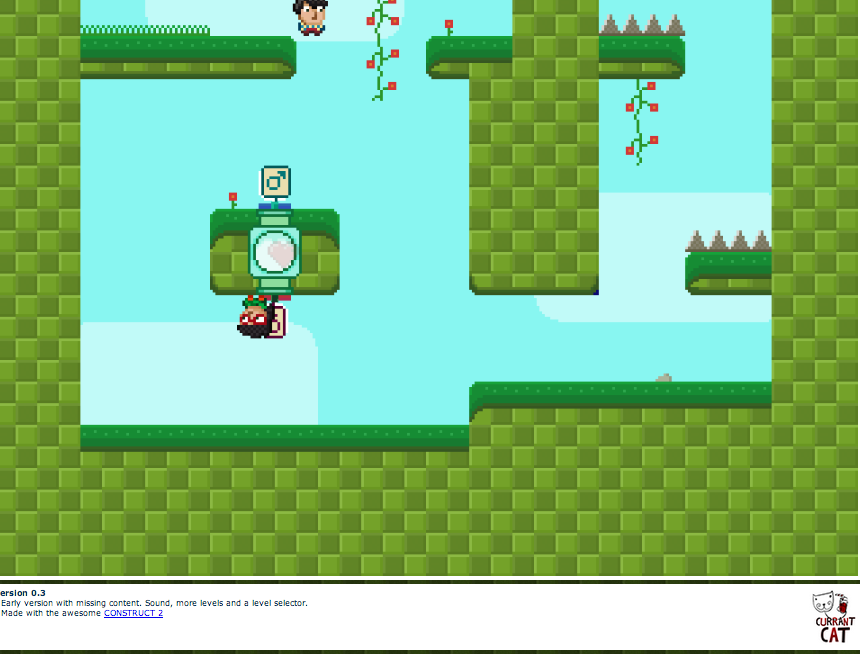 ersion 0.3
Early version with missing content. Sound, more levels and a level selector.
Made with the awesome CONSTRUCT 2
CURRANT
CAT